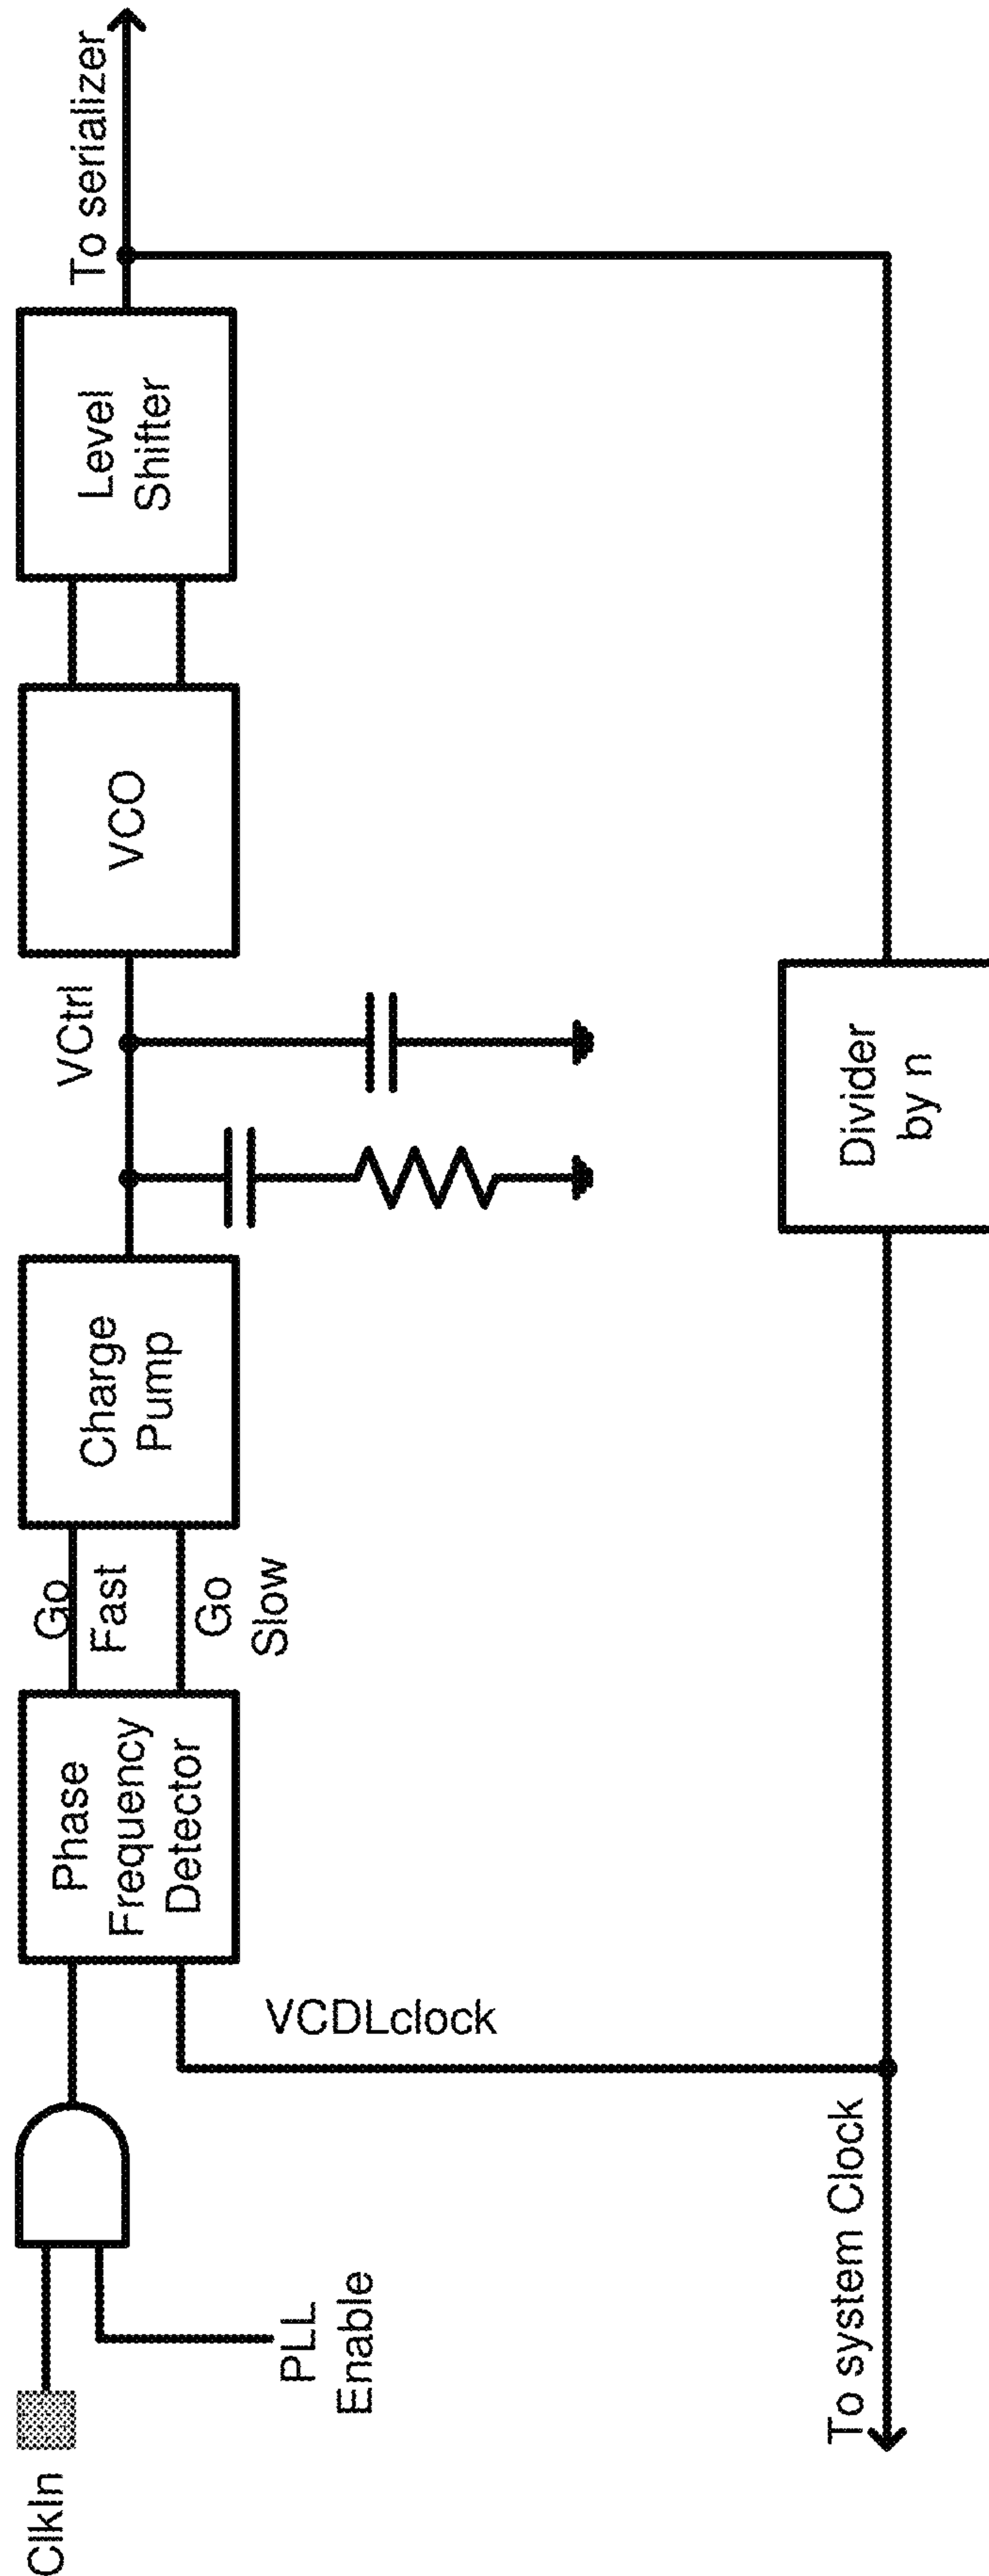 ClkIn
PLL
Enable
Phase
Frequency
Detector
VCDLclock
Go
Fast
Go
Slow
Charge
Pump
VCtrl
VCO
Level
Shifter
To serializer
Divider
by n
To system Clock